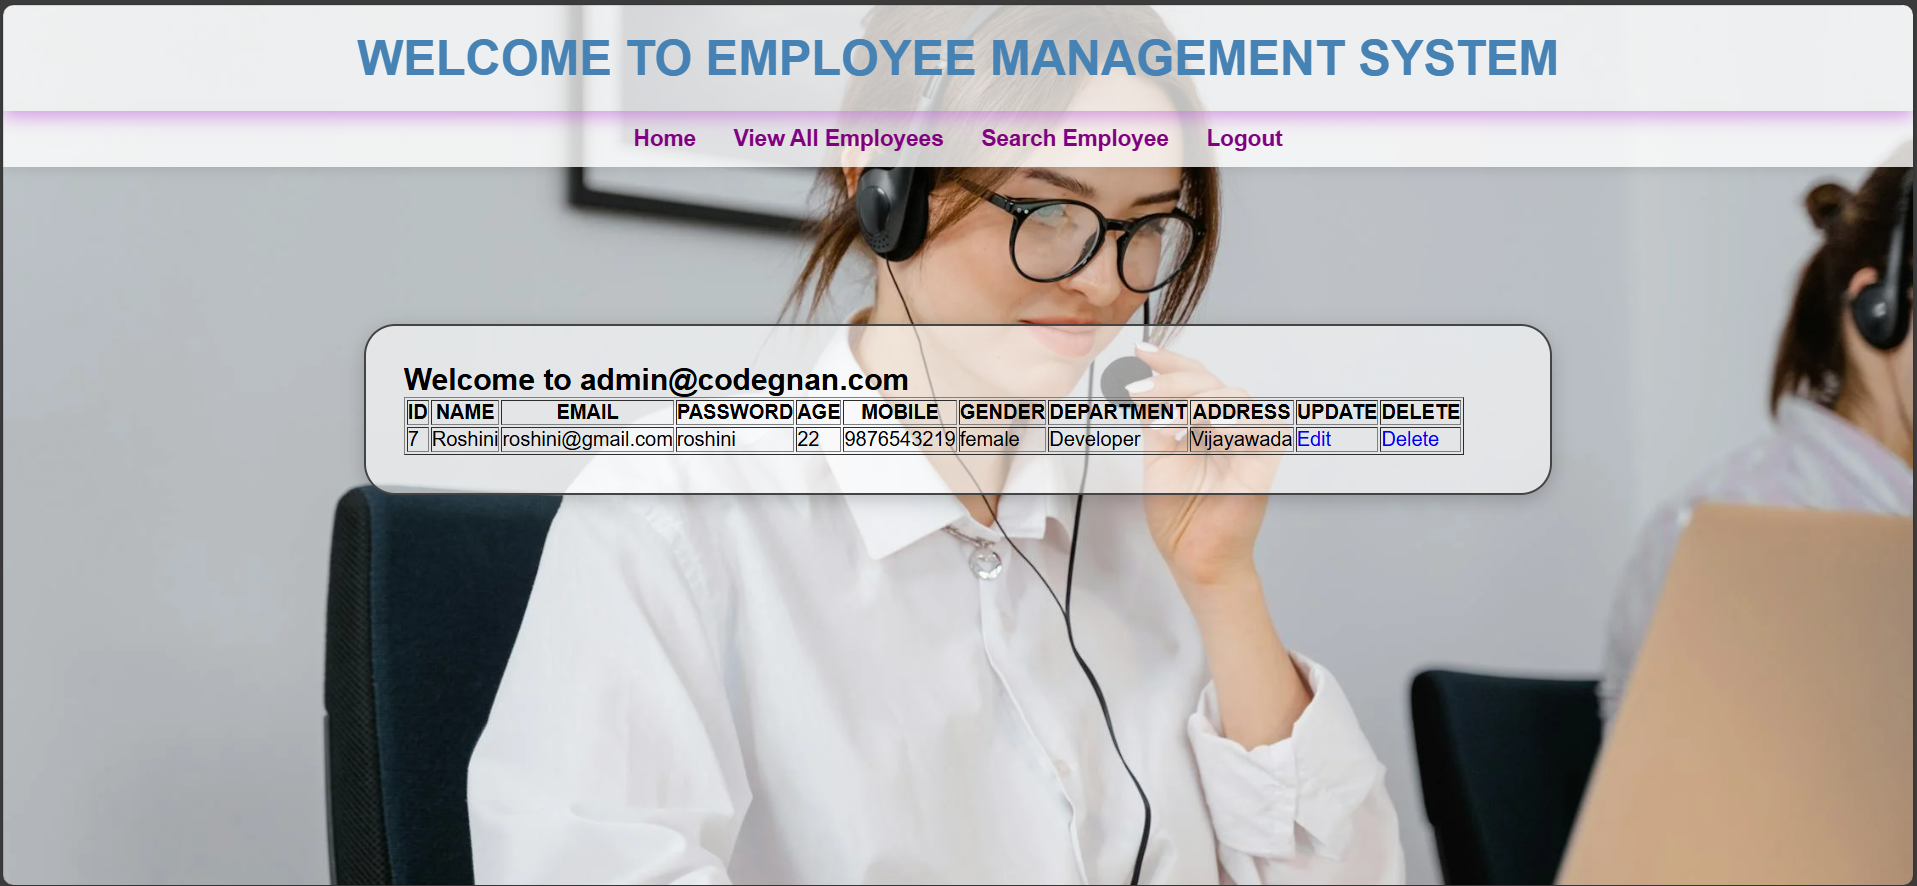 WELCOME TO EMPLOYEE MANAGEMENT SYSTEM
Home View All Employees Search Employee Logout
Welcome to admin@codegnan.com
ID NAME EMAIL PASSWORD AGE MOBILE GENDER DEPARTMENT ADDRESS UPDATE DELETE
7 Roshini roshini@gmail.com roshini 22 9876543219 female Developer Vijayawada Edit Delete